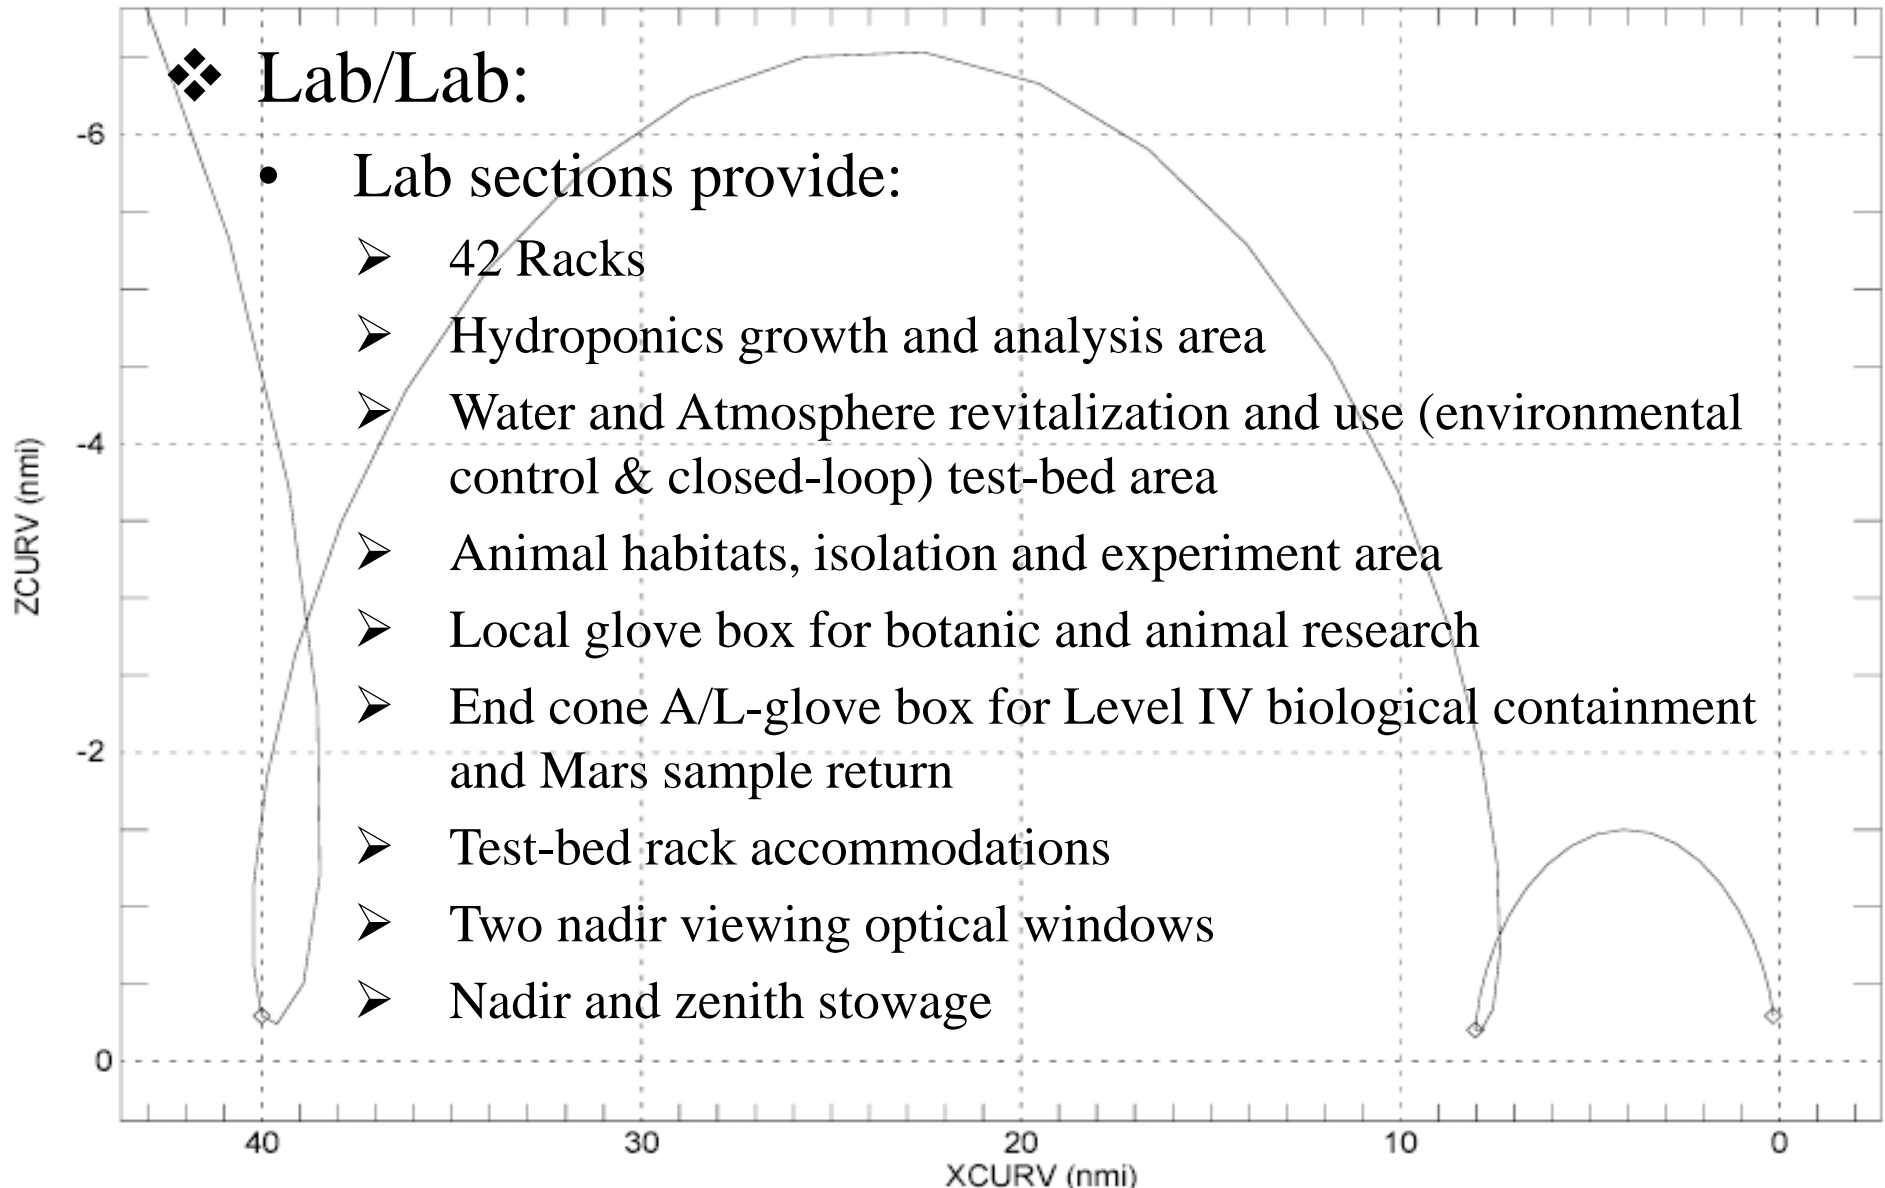 ❖ Lab/Lab:
• Lab sections provide:
➢ 42 Racks
➢ Hydroponics growth and analysis area
➢ Water and Atmosphere revitalization and use (environmental
control & closed-loop) test-bed area
➢ Animal habitats, isolation and experiment area
➢ Local glove box for botanic and animal research
➢ End cone A/L-glove box for Level IV biological containment
and Mars sample return
➢ Test-bed rack accommodations
➢ Two nadir viewing optical windows
➢ Nadir and zenith stowage
ZCURV (nmi)
-6
-4
-2
0
40 30 20 10 0
XCURV (nmi)